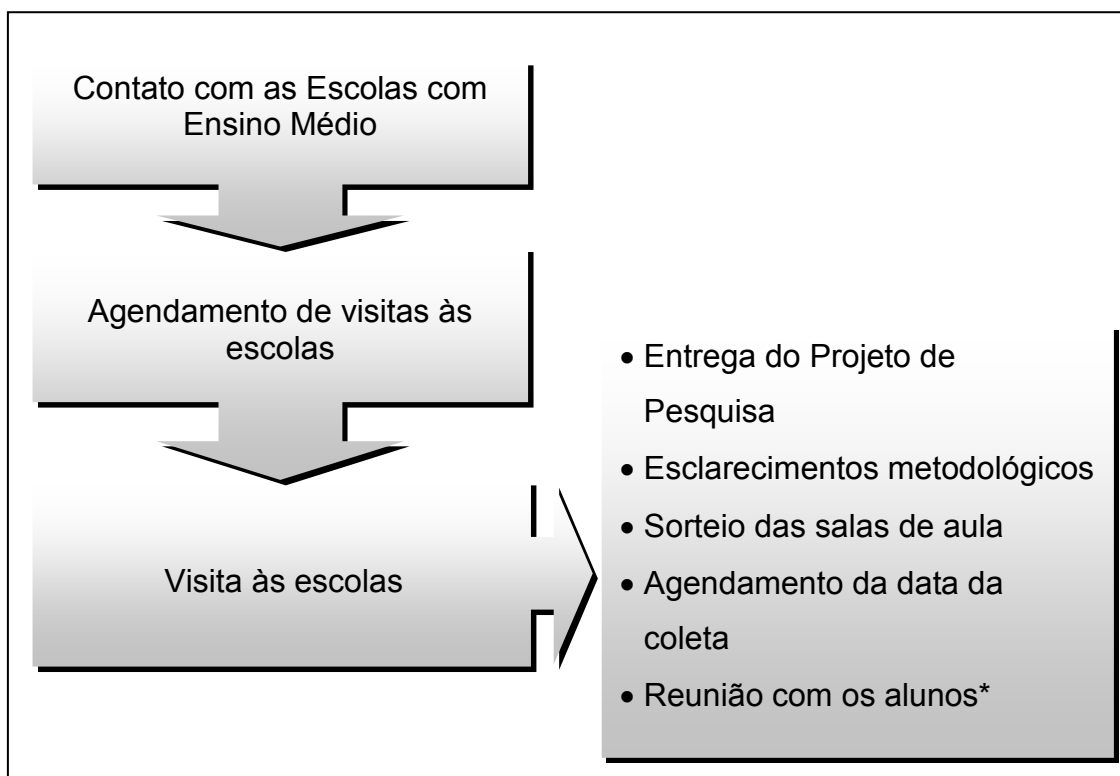 Contato com as Escolas com
Ensino Médio
Agendamento de visitas às
escolas
Visita às escolas
• Entrega do Projeto de
Pesquisa
• Esclarecimentos metodológicos
• Sorteio das salas de aula
• Agendamento da data da
coleta
• Reunião com os alunos*